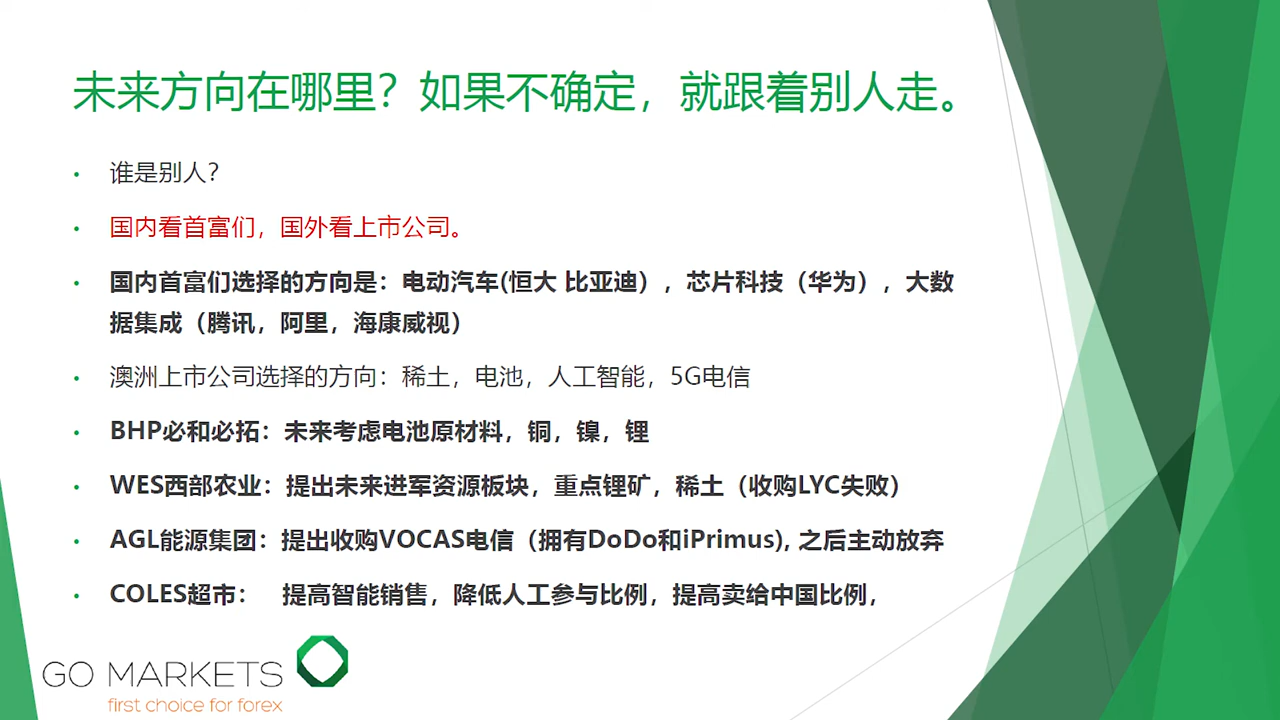 未来方向在哪里？如果不确定，就跟着别人走。
谁是别人？
国内看首富们，国外看上市公司。
国内首富们选择的方向是：电动汽车(恒大 比亚迪），芯片科技（华为），大数
据集成（腾讯，阿里，海康威视）
澳洲上市公司选择的方向：稀土，电池，人工智能，5G电信
BHP必和必拓：未来考虑电池原材料，铜，镍，锂
WES西部农业：提出未来进军资源板块，重点锂矿，稀土（收购LYC失败）
AGL能源集团：提出收购VOCAS电信（拥有DoDo和iPrimus), 之后主动放弃
COLES超市： 提高智能销售，降低人工参与比例，提高卖给中国比例，
GO MARKETS
first choice for forex